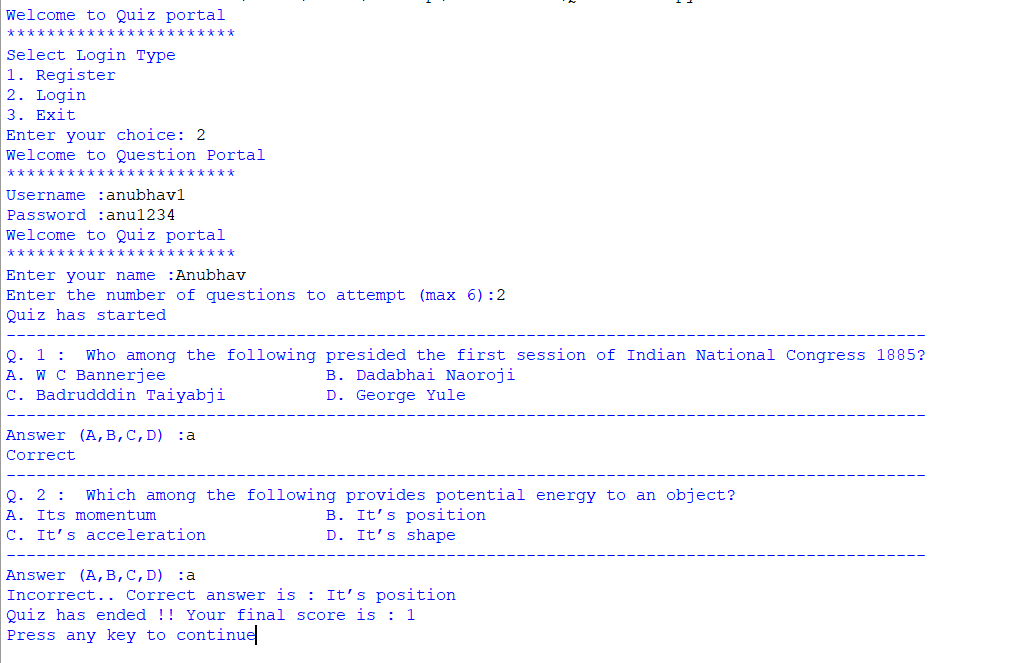 Welcome to Quiz portal
***********************
Select Login Type
1. Register
2. Login
3. Exit
Enter your choice: 2
Welcome to Question Portal
***********************
Username :anubhav1
Password :anu1234
Welcome to Quiz portal
***********************
Enter your name :Anubhav
Enter the number of questions to attempt (max 6):2
Quiz has started
--------------------------------------------------------------------------------------------
Q. 1 :  Who among the following presided the first session of Indian National Congress 1885?
A. W C Bannerjee                B. Dadabhai Naoroji
C. Badrudddin Taiyabji          D. George Yule
--------------------------------------------------------------------------------------------
Answer (A,B,C,D) :a
Correct
--------------------------------------------------------------------------------------------
Q. 2 :  Which among the following provides potential energy to an object?
A. Its momentum                 B. It’s position
C. It’s acceleration            D. It’s shape
--------------------------------------------------------------------------------------------
Answer (A,B,C,D) :a
Incorrect.. Correct answer is : It’s position
Quiz has ended !! Your final score is : 1
Press any key to continue